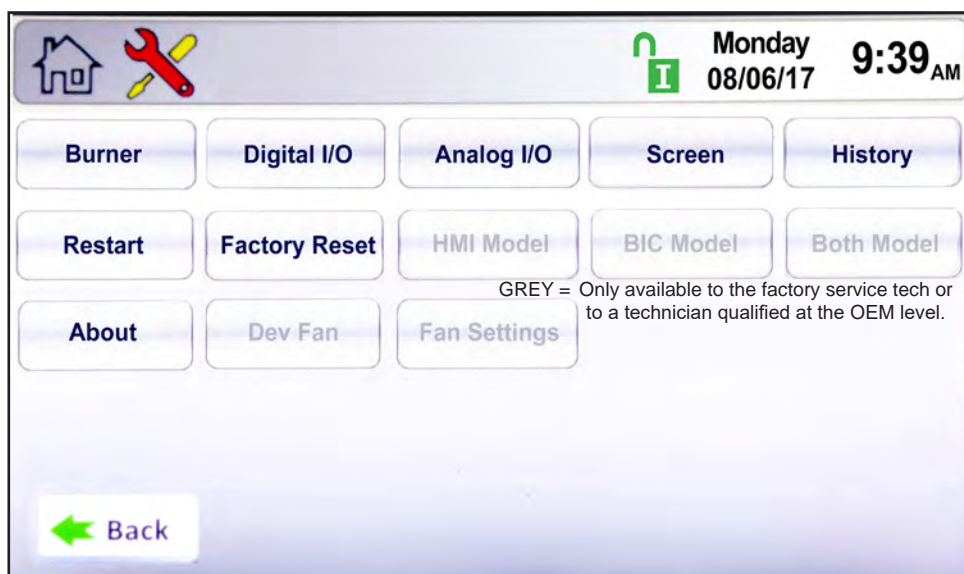 Monday
08/06/17
9:39 AM
I
Burner
Digital I/O
Analog I/O
Screen
History
Restart
Factory Reset
HMI Model
BIC Model
Both Model
GREY = Only available to the factory service tech or
to a technician qualified at the OEM level.
About
Dev Fan
Fan Settings
Back